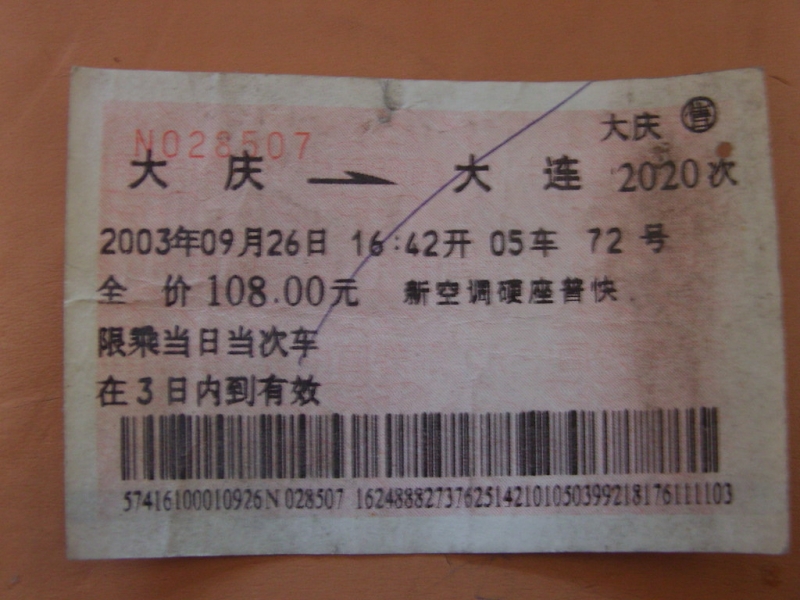 大庆 售
N028507
大庆 大连 2020次
2003年09月26日 16:42开 05车 72号
全 价 108.00元 新空调硬座普快
限乘当日当次车
在3日内到有效
57416100010926N028507 162488827376251421010503992181761​11103